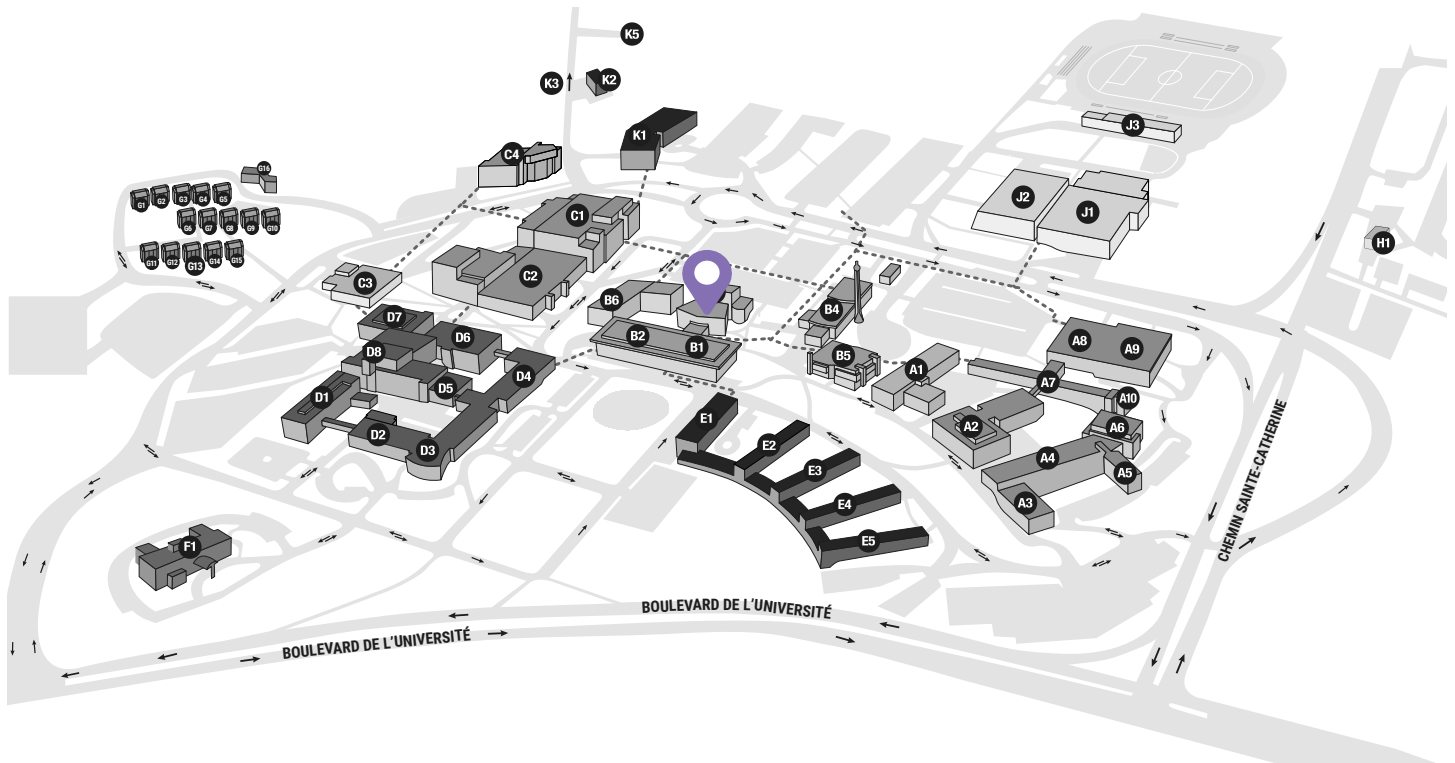 K5
K3
K2
K1
J3
C4
G16
G1
G2
G3
G4
G5
J2
J1
C1
G6
G7
G8
G9
G10
H1
G11
G12
G13
G14
G15
C3
C2
B6
B4
D7
D6
B2
B1
D8
B5
A8
A9
A1
D4
D5
A7
D1
A10
E1
A2
A6
D2
E2
D3
E3
A4
A5
E4
A3
E5
F1
CHEMIN SAINTE-CATHERINE
BOULEVARD DE L'UNIVERSITÉ
BOULEVARD DE L'UNIVERSITÉ